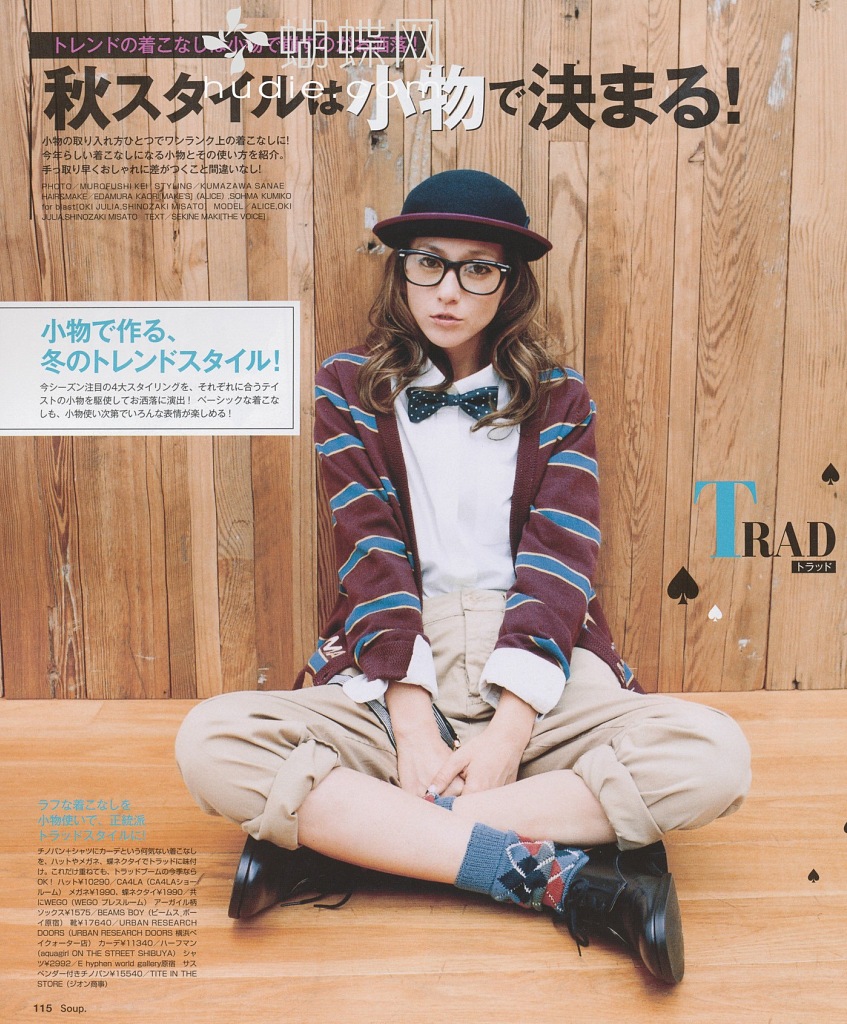 トレンドの着こなしは小物で
お洒落!
蝴蝶网
hudie.com
秋スタイルは小物で決まる!
小物の取り入れ方ひとつでワンランク上の着こなしに!
今年らしい着こなしになる小物とその使い方を紹介。
手っ取り早くおしゃれに差がつくこと間違いなし!
PHOTO／MUROFUSHI KEI STYLING／KUMAZAWA SANAE
HAIR&MAKE／EDAMURA KAORI[MAKE'S]（ALICE）,SOHMA KUMIKO
for blast[OKI JULIA,SHINOZAKI MISATO] MODEL／ALICE,OKI
JULIA,SHINOZAKI MISATO TEXT／SEKINE MAKI[THE VOICE]
小物で作る、
冬のトレンドスタイル!
今シーズン注目の4大スタイリングを、それぞれに合うテイ
ストの小物を駆使してお洒落に演出！ ベーシックな着こな
しも、小物使い次第でいろんな表情が楽しめる！
TRAD
トラッド
MA
ラフな着こなしを
小物使いで、正統派
トラッドスタイルに!
チノパン+シャツにカーデという何気ない着こなし
を、ハットやメガネ、蝶ネクタイでトラッドに味付
け。これだけ重ねても、トラッドブームの今季なら
OK！ ハット¥10290／CA4LA（CA4LAショー
ルーム） メガネ¥1990、蝶ネクタイ¥1990／共
にWEGO（WEGO プレスルーム） アーガイル柄
ソックス¥1575／BEAMS BOY（ビームス ボー
イ原宿） 靴¥17640／URBAN RESEARCH
DOORS（URBAN RESEARCH DOORS 横浜ベ
イクォーター店） カーデ¥11340／ハーフマン
（aquagirl ON THE STREET SHIBUYA） シャ
ツ¥2992／E hyphen world gallery原宿 サス
ペンダー付きチノパン¥15540／TITE IN THE
STORE（ジオン商事）
115 Soup.